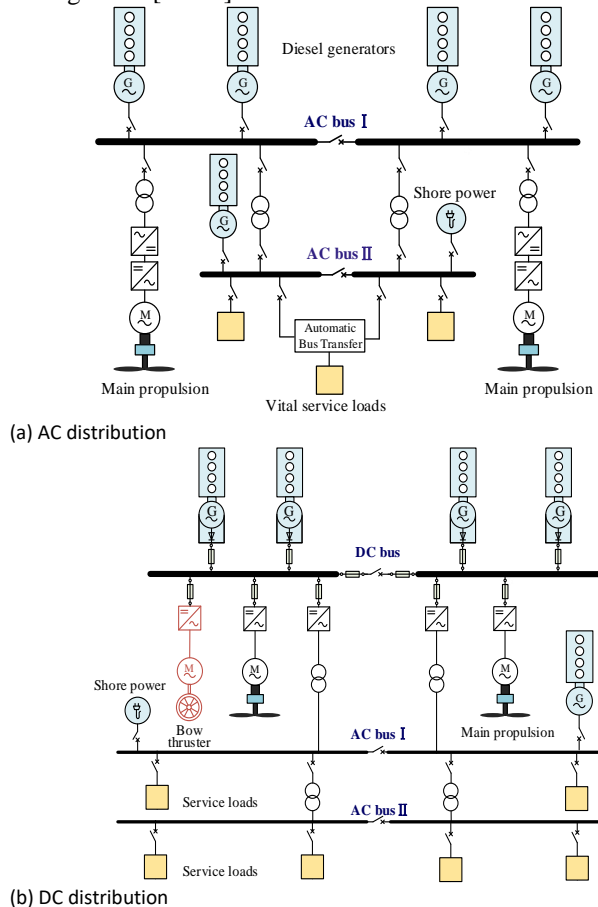 Diesel generators
G
G
G
G
AC bus I
G
Shore power
AC bus II
M
M
Automatic
Bus Transfer
Main propulsion
Main propulsion
Vital service loads
(a) AC distribution
G
G
G
G
DC bus
M
M
M
G
Shore power
Bow
thruster
Main propulsion
AC bus I
Service loads
AC bus II
Service loads
(b) DC distribution